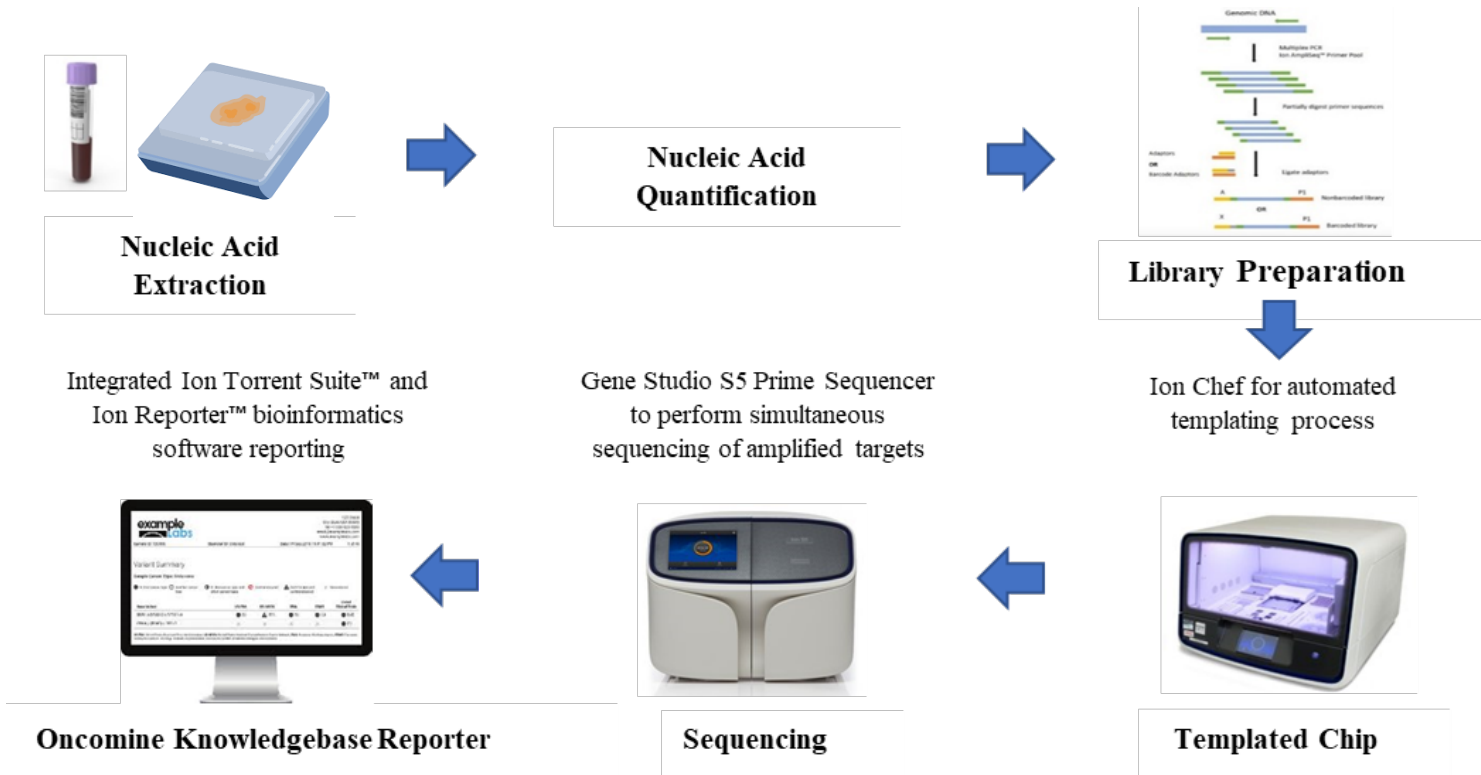 Nucleic Acid
Extraction
Nucleic Acid
Quantification
Genomic DNA
Multiplex PCR
Ion AmpliSeq™ Primer Pool
Partially digest primer sequences
Adaptors
OR
Barcode Adaptors
Ligate adaptors
A
P1
Nonbarcoded library
OR
X
P1
Barcoded library
Library Preparation
Integrated Ion Torrent Suite™ and
Ion Reporter™ bioinformatics
software reporting
Gene Studio S5 Prime Sequencer
to perform simultaneous
sequencing of amplified targets
Ion Chef for automated
templating process
example
Labs
Variant Summary
Oncomine Knowledgebase Reporter
Sequencing
Templated Chip